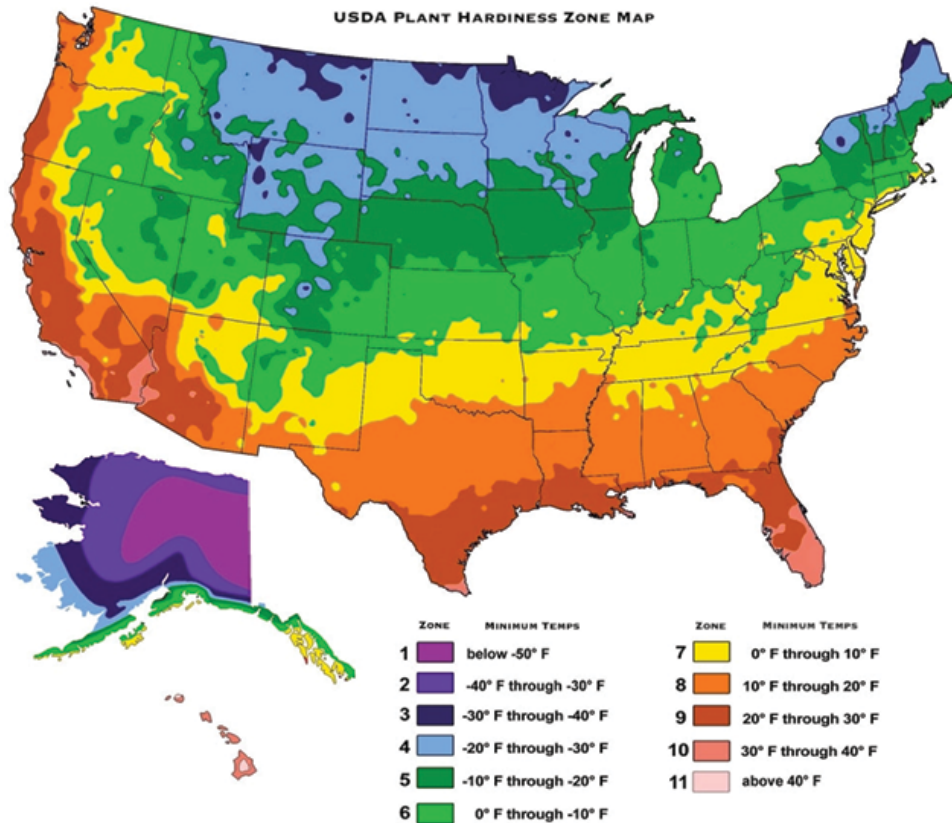 USDA PLANT HARDINESS ZONE MAP
ZONE MINIMUM TEMPS
1 below -50° F
2 -40° F through -30° F
3 -30° F through -40° F
4 -20° F through -30° F
5 -10° F through -20° F
6 0° F through -10° F
ZONE MINIMUM TEMPS
7 0° F through 10° F
8 10° F through 20° F
9 20° F through 30° F
10 30° F through 40° F
11 above 40° F